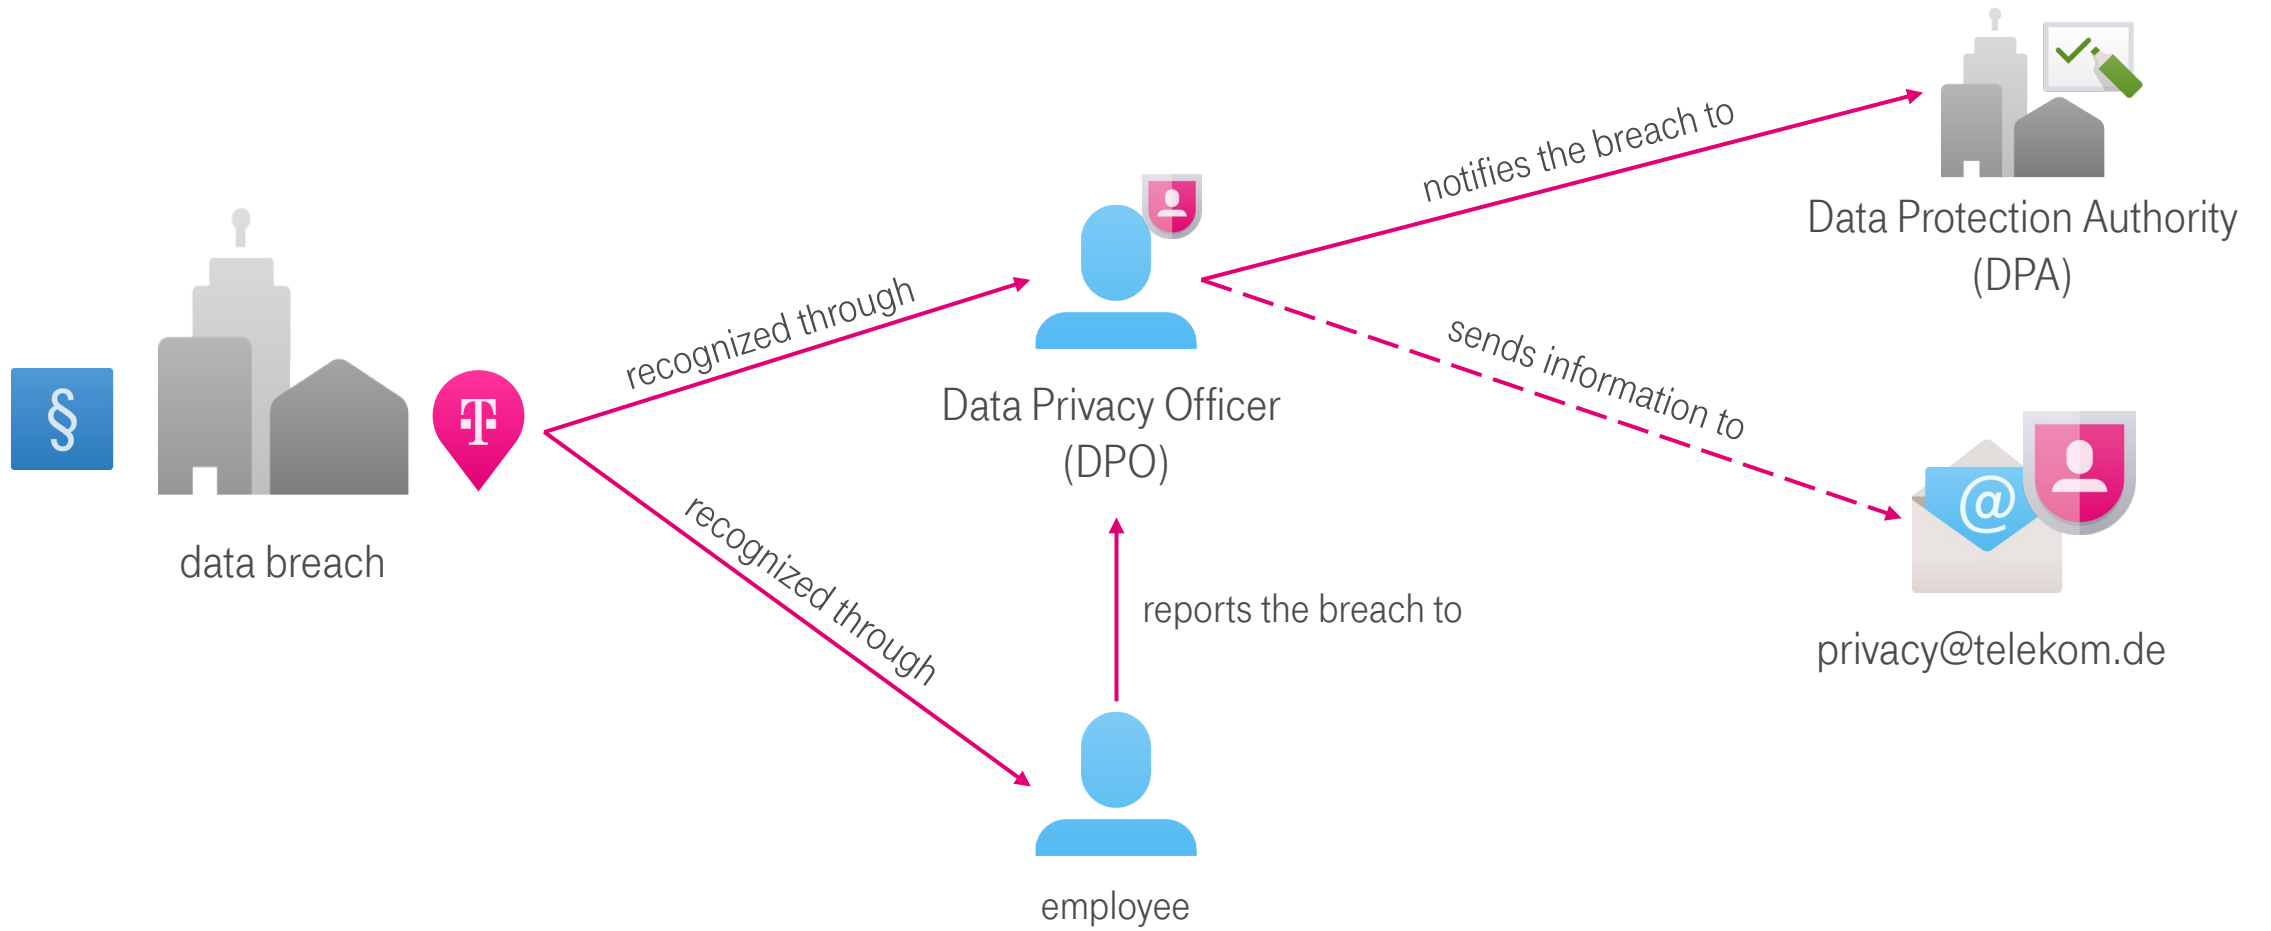 §
T
data breach
recognized through
recognized through
Data Privacy Officer
(DPO)
reports the breach to
employee
notifies the breach to
sends information to
Data Protection Authority
(DPA)
@
privacy@telekom.de